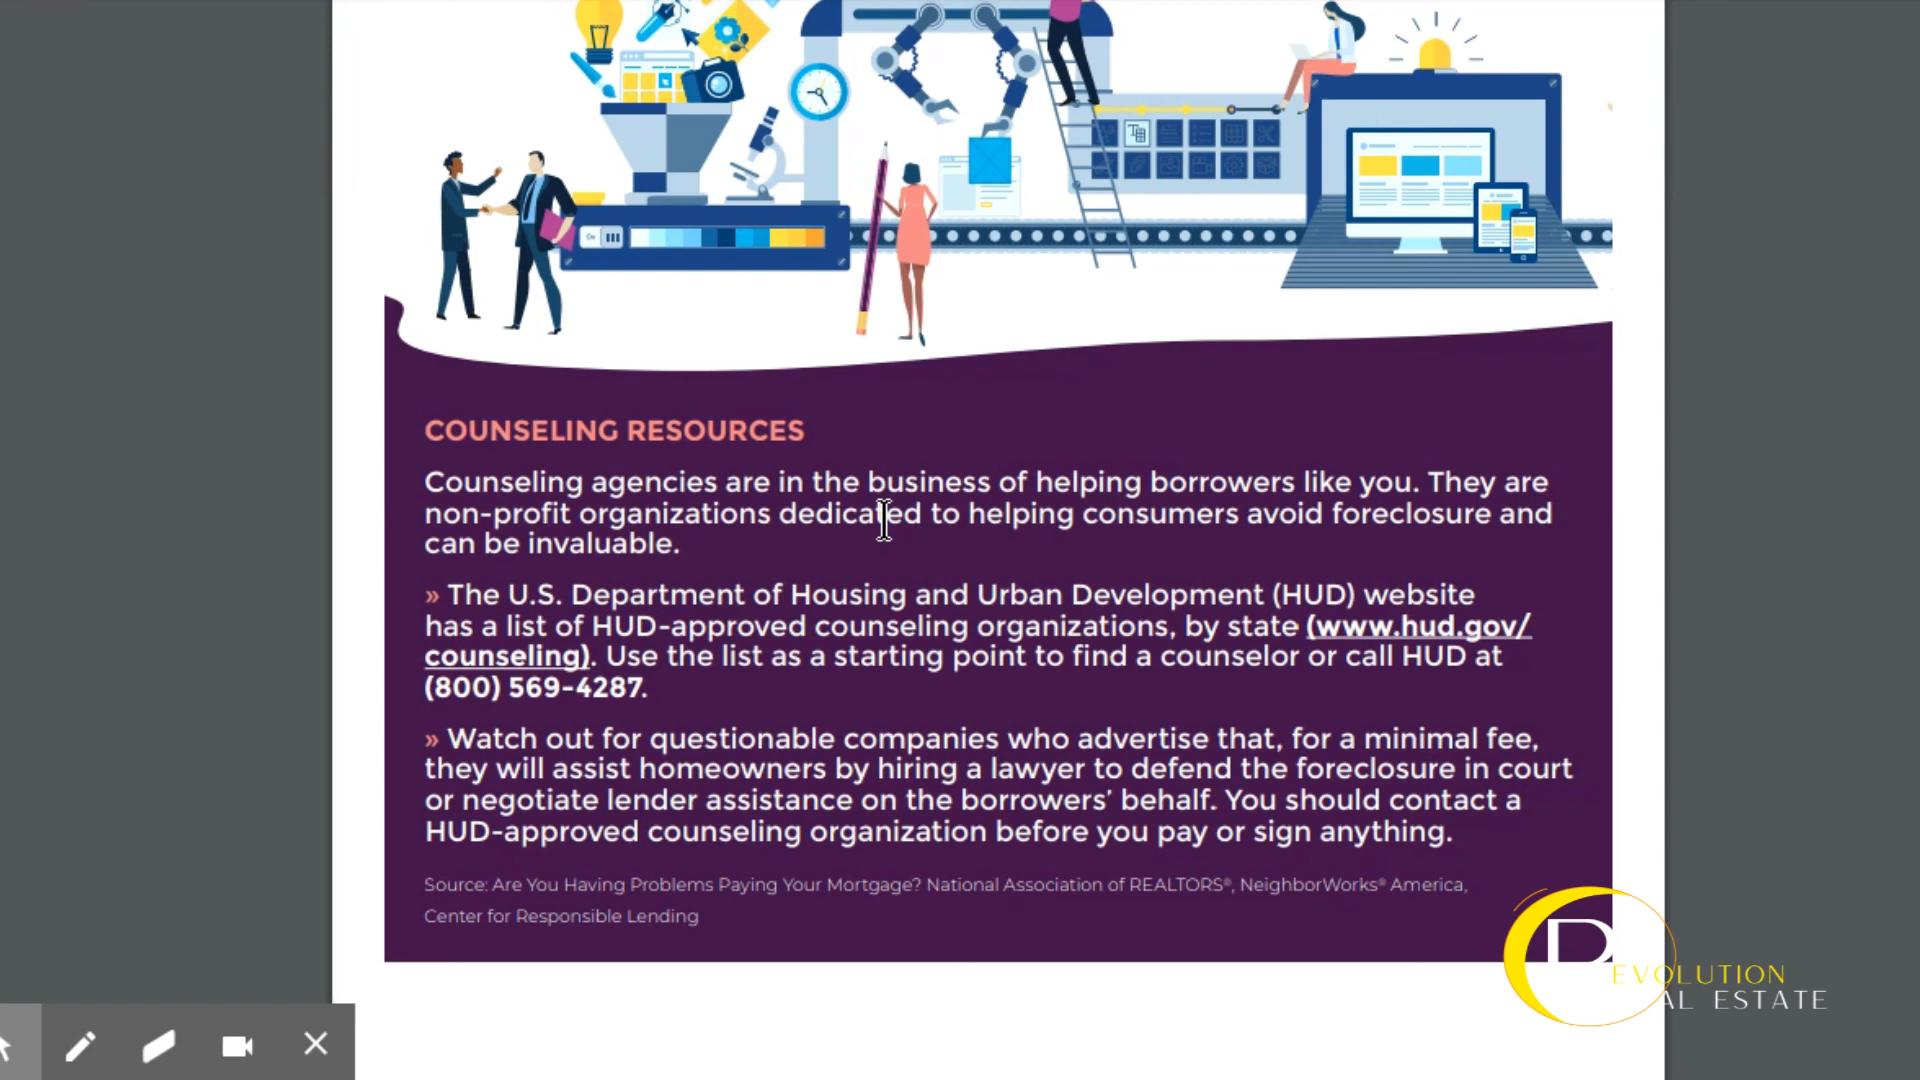 COUNSELING RESOURCES
Counseling agencies are in the business of helping borrowers like you. They are
non-profit organizations dedicated to helping consumers avoid foreclosure and
can be invaluable.
» The U.S. Department of Housing and Urban Development (HUD) website
has a list of HUD-approved counseling organizations, by state (www.hud.gov/
counseling). Use the list as a starting point to find a counselor or call HUD at
(800) 569-4287.
» Watch out for questionable companies who advertise that, for a minimal fee,
they will assist homeowners by hiring a lawyer to defend the foreclosure in court
or negotiate lender assistance on the borrowers’ behalf. You should contact a
HUD-approved counseling organization before you pay or sign anything.
Source: Are You Having Problems Paying Your Mortgage? National Association of REALTORS®, NeighborWorks® America,
Center for Responsible Lending
EVOLUTION
AL ESTATE